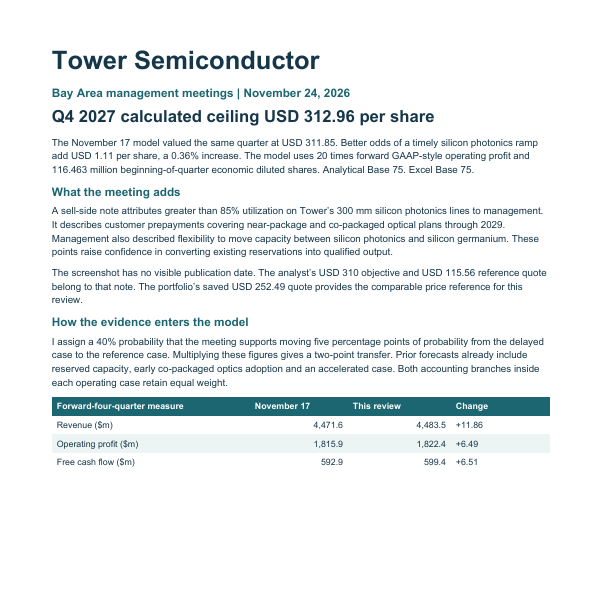 Tower Semiconductor
Bay Area management meetings | November 24, 2026
Q4 2027 calculated ceiling USD 312.96 per share
The November 17 model valued the same quarter at USD 311.85. Better odds of a timely silicon photonics ramp
add USD 1.11 per share, a 0.36% increase. The model uses 20 times forward GAAP-style operating profit and
116.463 million beginning-of-quarter economic diluted shares. Analytical Base 75. Excel Base 75.
What the meeting adds
A sell-side note attributes greater than 85% utilization on Tower’s 300 mm silicon photonics lines to management.
It describes customer prepayments covering near-package and co-packaged optical plans through 2029.
Management also described flexibility to move capacity between silicon photonics and silicon germanium. These
points raise confidence in converting existing reservations into qualified output.
The screenshot has no visible publication date. The analyst’s USD 310 objective and USD 115.56 reference quote
belong to that note. The portfolio’s saved USD 252.49 quote provides the comparable price reference for this
review.
How the evidence enters the model
I assign a 40% probability that the meeting supports moving five percentage points of probability from the delayed
case to the reference case. Multiplying these figures gives a two-point transfer. Prior forecasts already include
reserved capacity, early co-packaged optics adoption and an accelerated case. Both accounting branches inside
each operating case retain equal weight.
Forward-four-quarter measure November 17 This review Change
Revenue ($m) 4,471.6 4,483.5 +11.86
Operating profit ($m) 1,815.9 1,822.4 +6.49
Free cash flow ($m) 592.9 599.4 +6.51